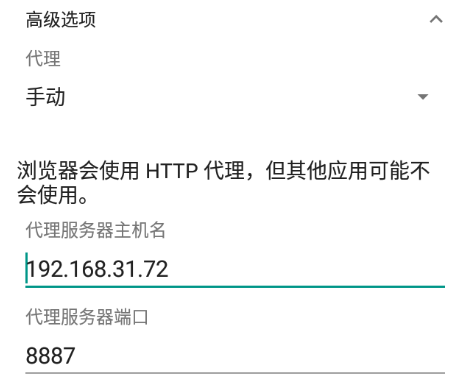 高级选项
代理
手动
浏览器会使用 HTTP 代理，但其他应用可能不
会使用。
代理服务器主机名
192.168.31.72
代理服务器端口
8887